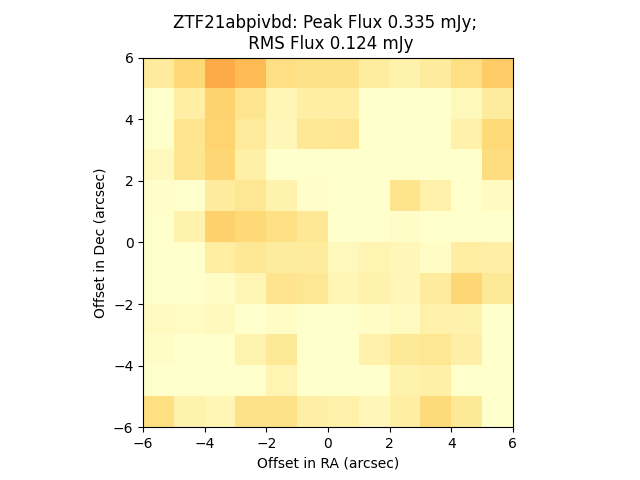 ZTF21abpivbd: Peak Flux 0.335 mJy;
RMS Flux 0.124 mJy
6
4
2
0
−2
−4
−6
Offset in Dec (arcsec)
−6 −4 −2 0 2 4 6
Offset in RA (arcsec)